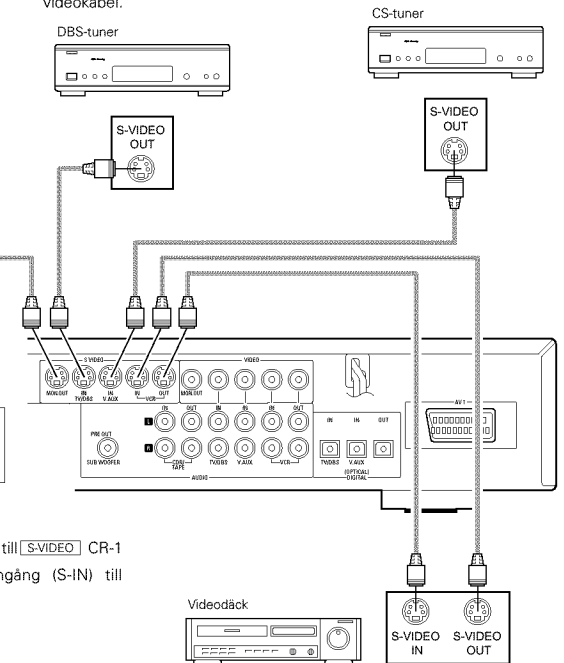 Videokabel.
CS-tuner
DBS-tuner
S-VIDEO
OUT
S-VIDEO
OUT
S VIDEO
VIDEO
MON.OUT
IN
TV/DBS
IN
V.AUX
IN
OUT
VCR
MON.OUT
AV 1
IN
OUT
IN
IN
IN
OUT
IN
IN
OUT
L
R
PRE OUT
SUB WOOFER
CDR/
TAPE
TV/DBS
V.AUX
VCR
AUDIO
TV/DBS
V.AUX
(OPTICAL)
DIGITAL
till S-VIDEO CR-1
ngång (S-IN) till
Videodäck
S-VIDEO
IN
S-VIDEO
OUT